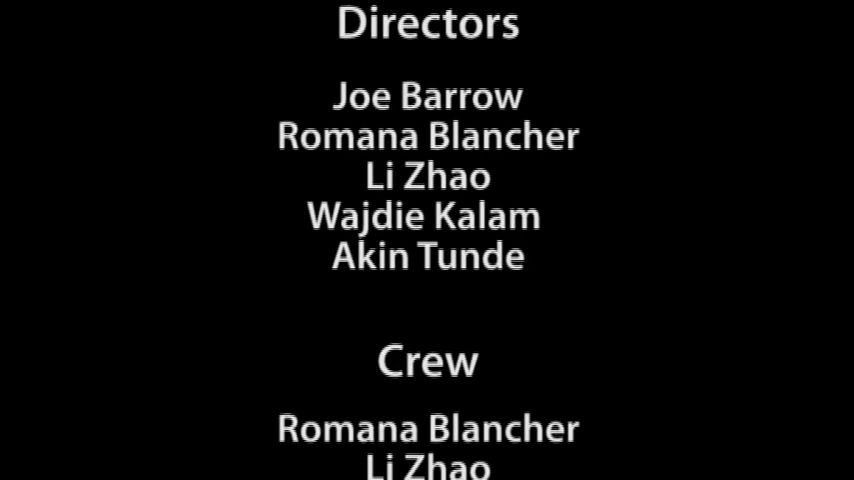 Directors
Joe Barrow
Romana Blancher
Li Zhao
Wajdie Kalam
Akin Tunde
Crew
Romana Blancher
Li Zhao